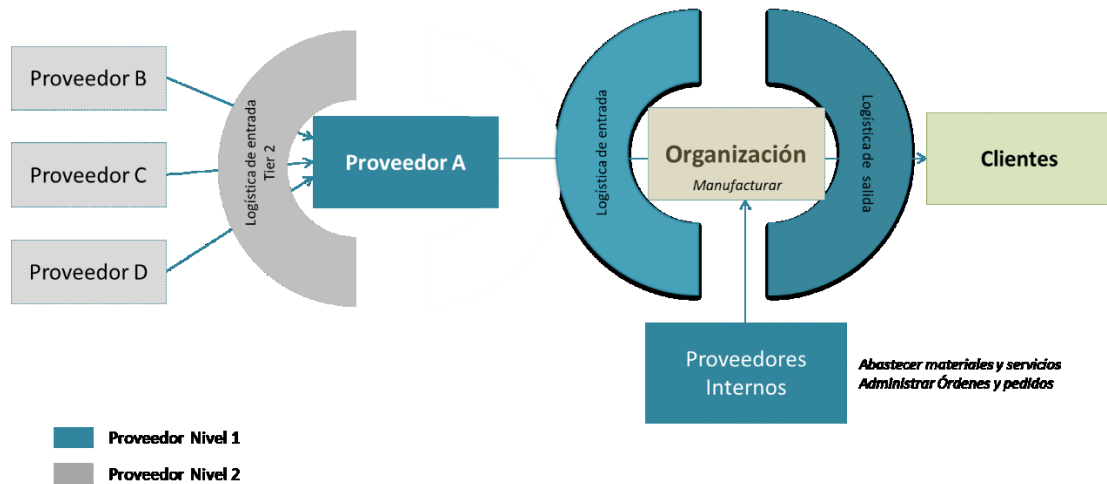 Proveedor B
Proveedor C
Proveedor D
Logística de entrada
Tier 2
Proveedor A
Logística de entrada
Organización
Manufacturar
Logística de
salida
Clientes
Proveedores
Internos
Abastecer materiales y servicios
Administrar Órdenes y pedidos
Proveedor Nivel 1
Proveedor Nivel 2